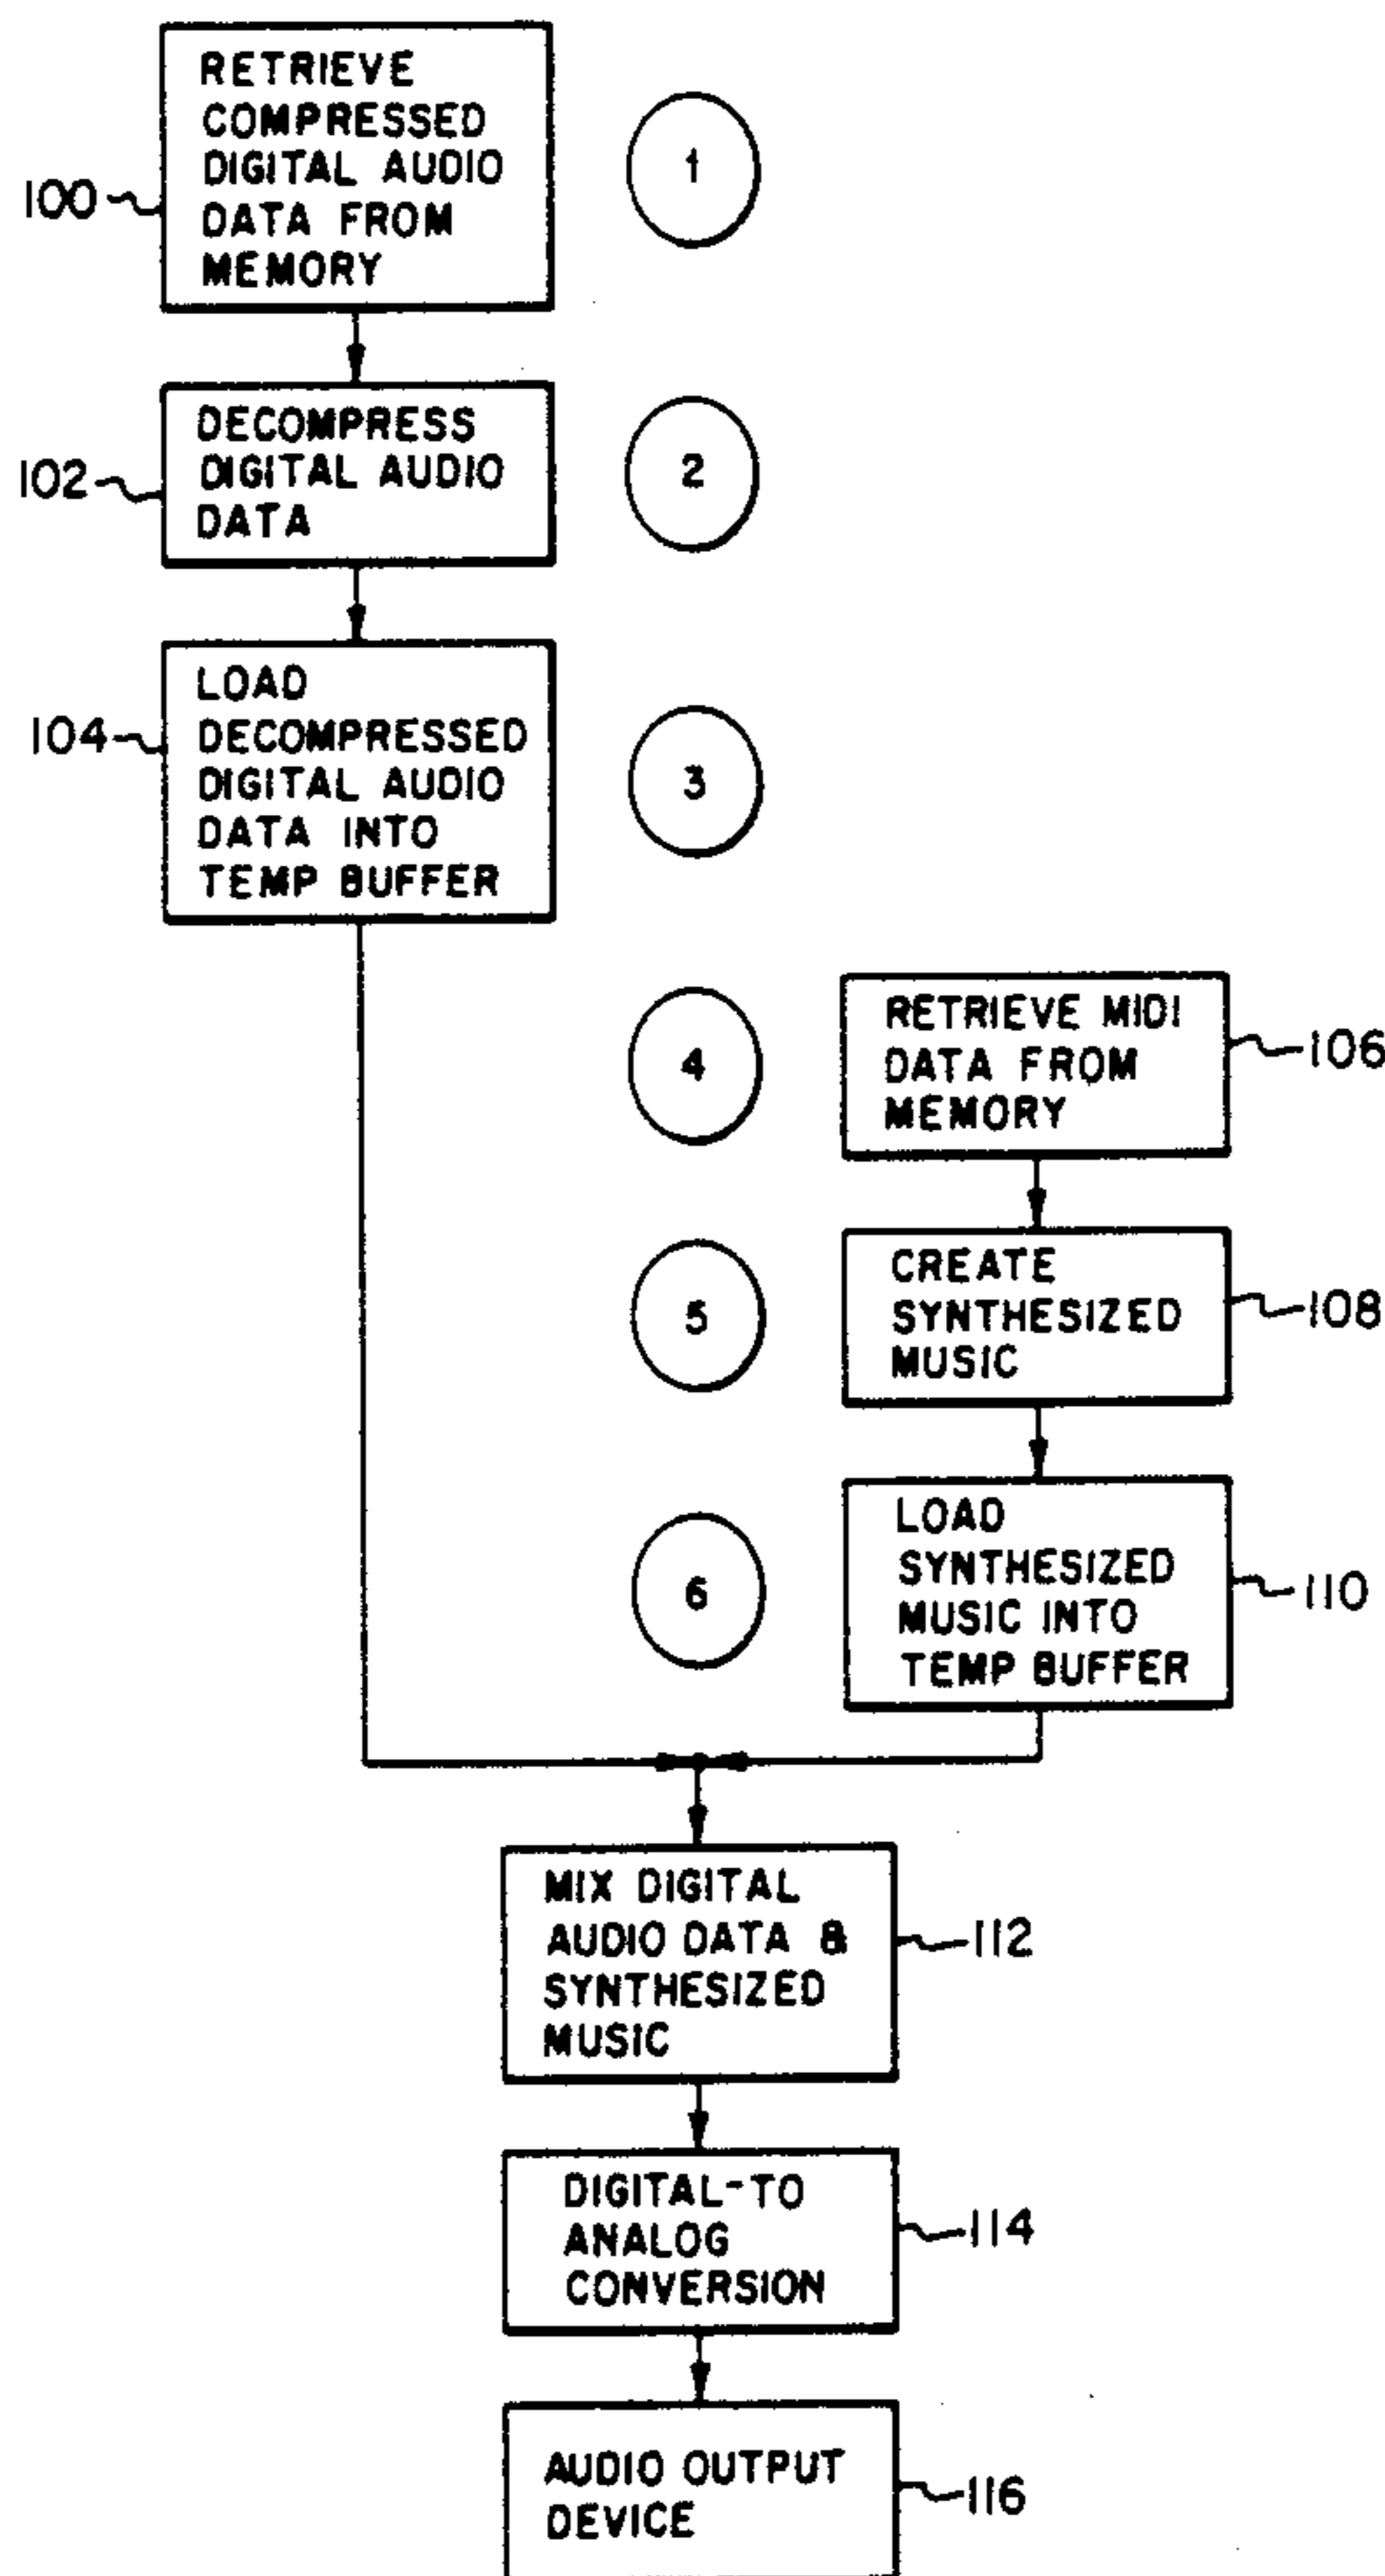 RETRIEVE
COMPRESSED
DIGITAL AUDIO
DATA FROM
MEMORY
100
1
DECOMPRESS
DIGITAL AUDIO
DATA
102
2
LOAD
DECOMPRESSED
DIGITAL AUDIO
DATA INTO
TEMP BUFFER
104
3
4
RETRIEVE MIDI
DATA FROM
MEMORY
106
5
CREATE
SYNTHESIZED
MUSIC
108
6
LOAD
SYNTHESIZED
MUSIC INTO
TEMP BUFFER
110
MIX DIGITAL
AUDIO DATA &
SYNTHESIZED
MUSIC
112
DIGITAL-TO
ANALOG
CONVERSION
114
AUDIO OUTPUT
DEVICE
116